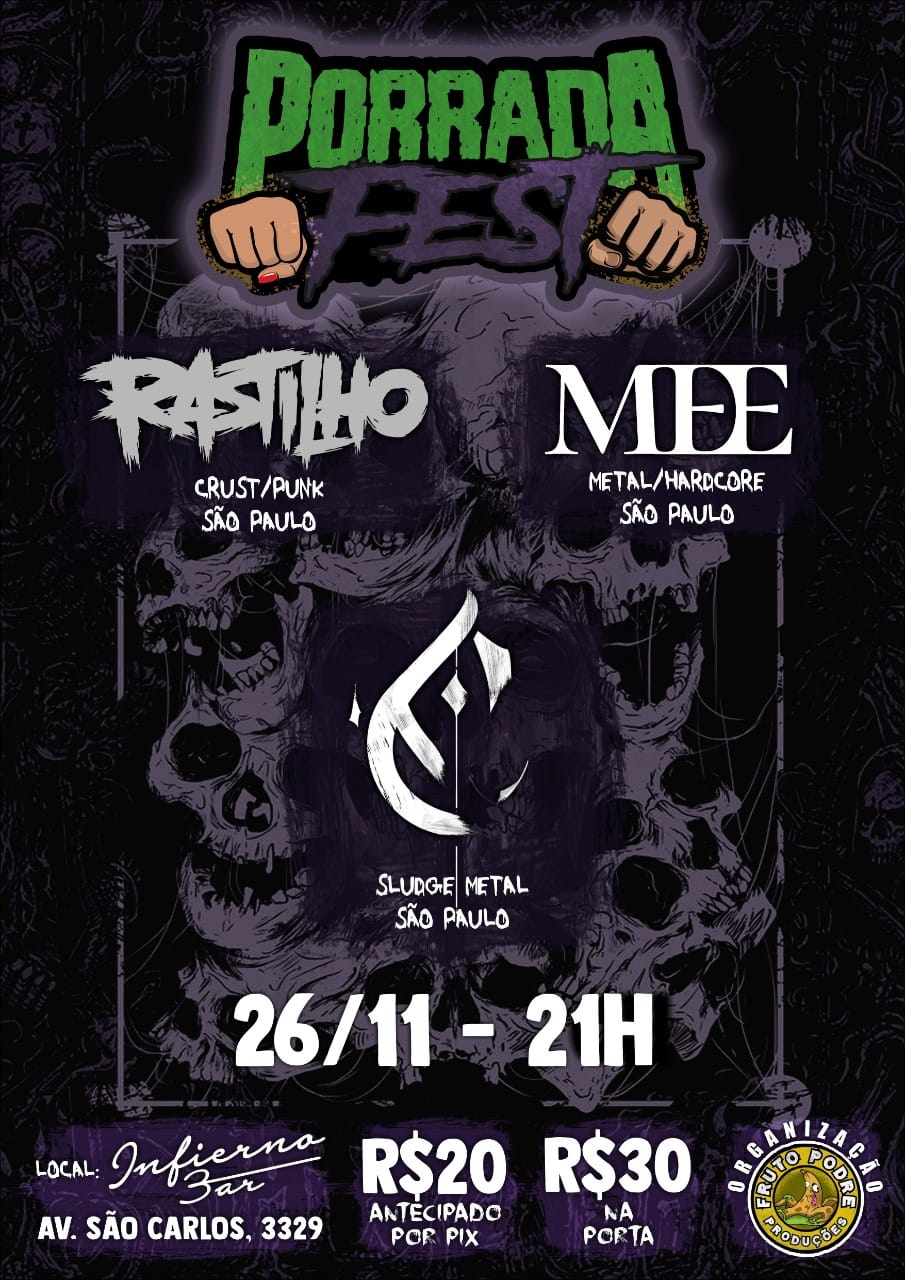 PORRADA
FEST
RASTILHO
CRUST/PUNK
SÃO PAULO
MEE
METAL/HARDCORE
SÃO PAULO
SLUDGE METAL
SÃO PAULO
26/11 - 21H
LOCAL: Infierno
Bar
AV. SÃO CARLOS, 3329
R$20
ANTECIPADO
POR PIX
R$30
NA
PORTA
ORGANIZAÇÃO
FRUTO PODRE
PRODUÇÕES